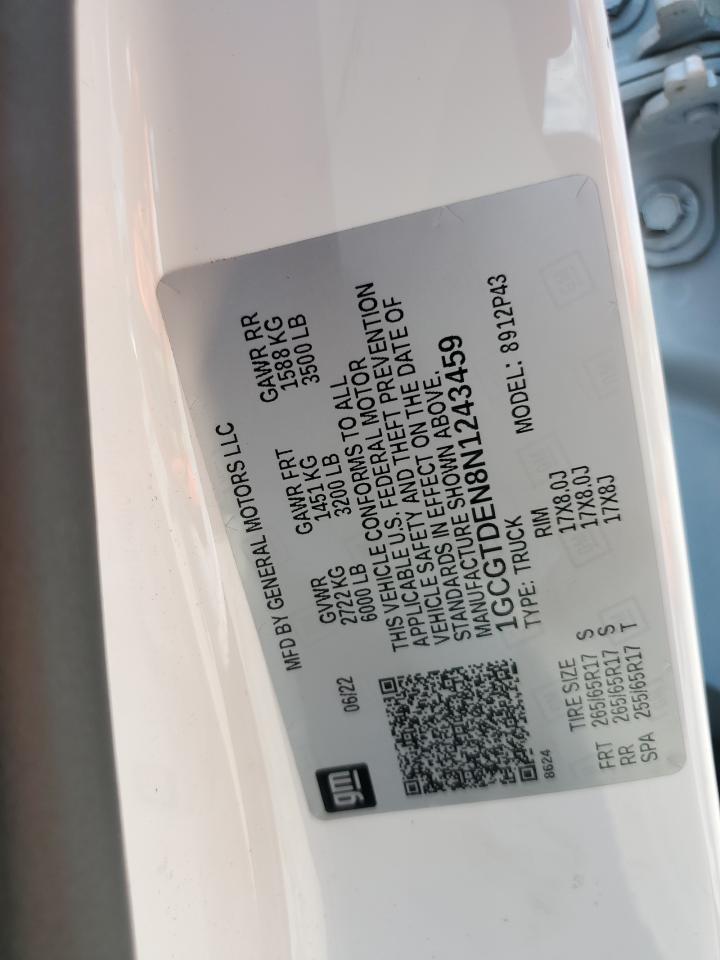 gm
MFD BY GENERAL MOTORS LLC
06/22
GVWR GAWR FRT GAWR RR
2722 KG 1451 KG 1588 KG
6000 LB 3200 LB 3500 LB
THIS VEHICLE CONFORMS TO ALL
APPLICABLE U.S. FEDERAL MOTOR
VEHICLE SAFETY AND THEFT PREVENTION
STANDARDS IN EFFECT ON THE DATE OF
MANUFACTURE SHOWN ABOVE.
1GCGTDEN8N1243459
TYPE: TRUCK MODEL: 8912P43
8624
TIRE SIZE RIM
FRT 265/65R17 S 17X8.0J
RR 265/65R17 S 17X8.0J
SPA 255/65R17 T 17X8J